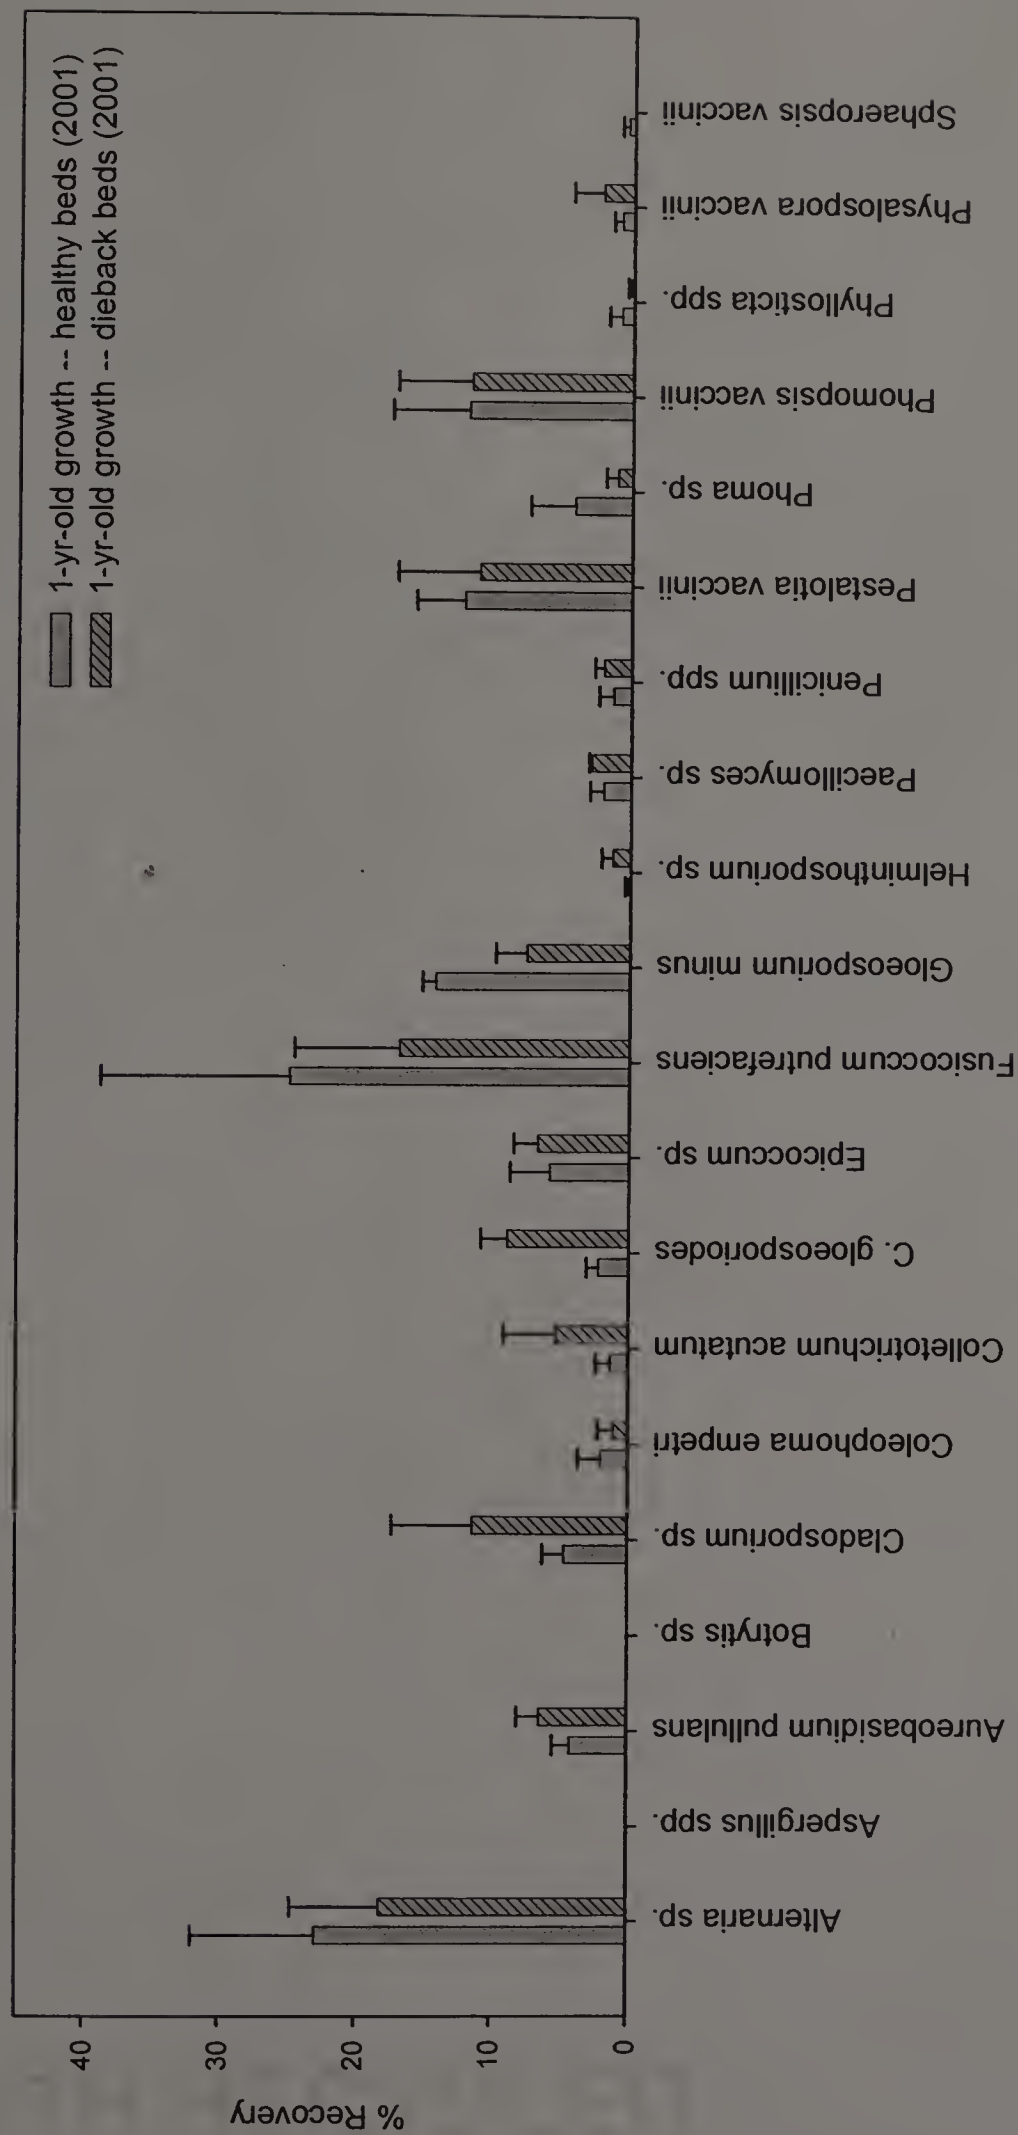 1-yr-old growth -- healthy beds (2001)
1-yr-old growth -- dieback beds (2001)
% Recovery
40
30
20
10
0
Alternaria sp.
Aspergillus spp.
Aureobasidium pullulans
Botrytis sp.
Cladosporium sp.
Coleophoma empetri
Colletotrichum acutatum
C. gloeosporiodes
Epicoccum sp.
Fusicoccum putrefaciens
Gloeosporium minus
Helminthosporium sp.
Paecillomyces sp.
Penicillium spp.
Pestalotia vaccinii
Phoma sp.
Phomopsis vaccinii
Phyllosticta spp.
Physalospora vaccinii
Sphaeropsis vaccinii